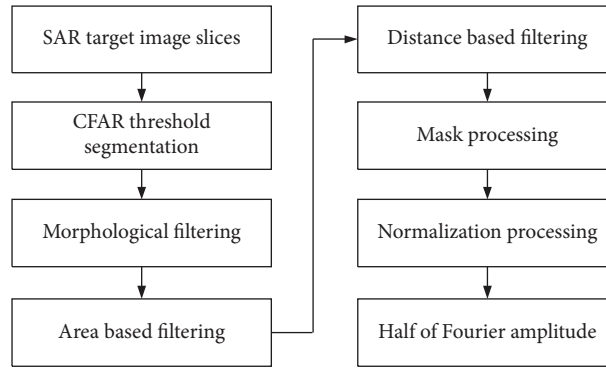 SAR target image slices
CFAR threshold
segmentation
Morphological filtering
Area based filtering
Distance based filtering
Mask processing
Normalization processing
Half of Fourier amplitude